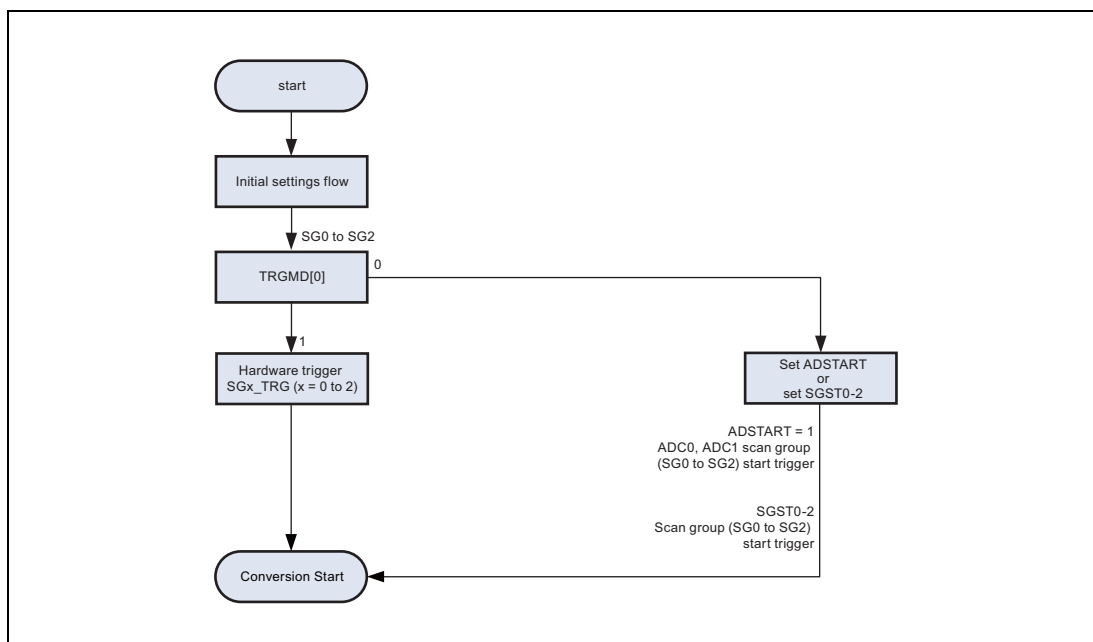 start
Initial settings flow
SG0 to SG2
TRGMD[0]
0
1
Hardware trigger
SGx_TRG (x = 0 to 2)
Set ADSTART
or
set SGST0-2
ADSTART = 1
ADC0, ADC1 scan group
(SG0 to SG2) start trigger
SGST0-2
Scan group (SG0 to SG2)
start trigger
Conversion Start